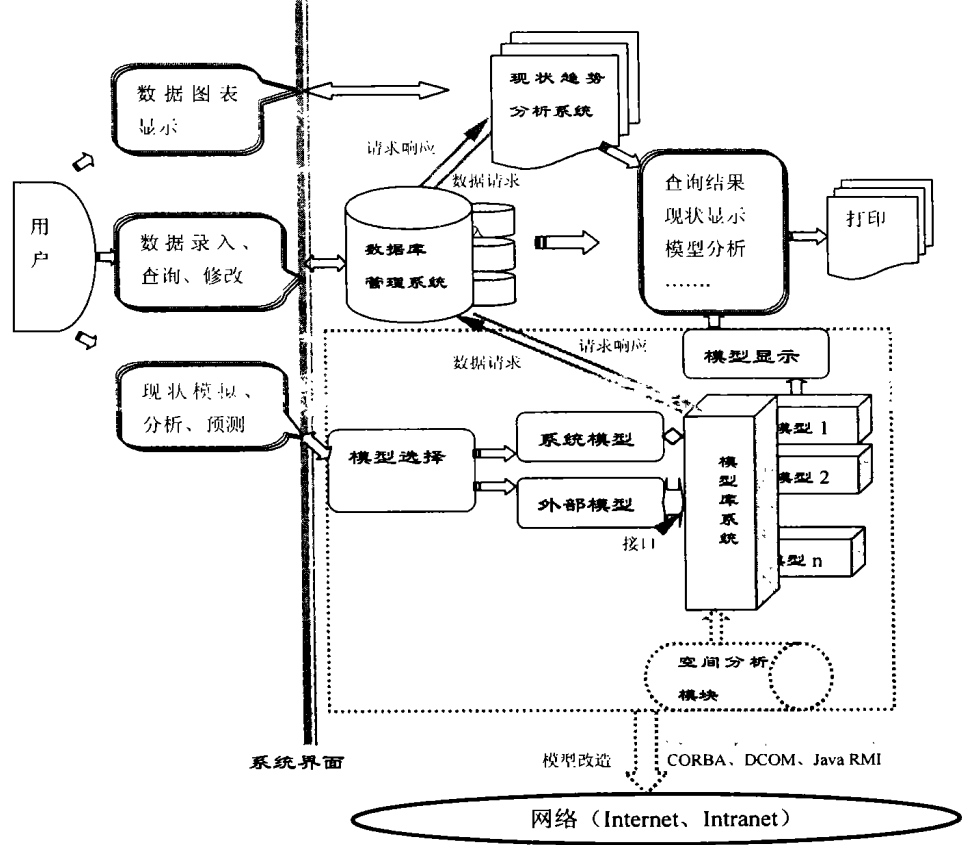 数据图表
显示
现状趋势
分析系统
请求响应
数据请求
用
户
数据录入、
查询、修改
数据库
管理系统
查询结果
现状显示
模型分析
.......
打印
请求响应
数据请求
模型显示
现状模拟、
分析、预测
模型选择
系统模型
外部模型
接口
模
型
库
系
统
模型 1
模型 2
模型 n
空间分析
模块
系统界面
模型改造
CORBA、DCOM、Java RMI
网络（Internet、Intranet）